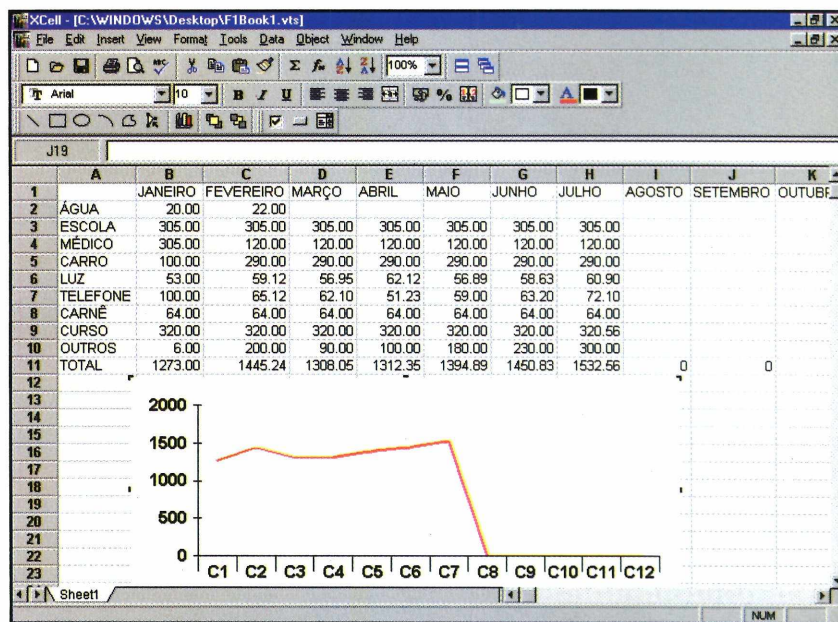 XCell - [C:\WINDOWS\Desktop\F1Book1.vts]
File Edit Insert View Format Tools Data Object Window Help
ABC 100%
Arial 10 B I U %
J19
A B C D E F G H I J K
1 JANEIRO FEVEREIRO MARÇO ABRIL MAIO JUNHO JULHO AGOSTO SETEMBRO OUTUBR
2 ÁGUA 20.00 22.00
3 ESCOLA 305.00 305.00 305.00 305.00 305.00 305.00 305.00
4 MÉDICO 305.00 120.00 120.00 120.00 120.00 120.00 120.00
5 CARRO 100.00 290.00 290.00 290.00 290.00 290.00 290.00
6 LUZ 53.00 59.12 56.95 62.12 56.89 58.63 60.90
7 TELEFONE 100.00 65.12 62.10 51.23 59.00 63.20 72.10
8 CARNÊ 64.00 64.00 64.00 64.00 64.00 64.00 64.00
9 CURSO 320.00 320.00 320.00 320.00 320.00 320.00 320.56
10 OUTROS 6.00 200.00 90.00 100.00 180.00 230.00 300.00
11 TOTAL 1273.00 1445.24 1308.05 1312.35 1394.89 1450.83 1532.56 0 0
12
13
14
15
16
17
18
19
20
21
22
23
2000
1500
1000
500
0
C1 C2 C3 C4 C5 C6 C7 C8 C9 C10 C11 C12
Sheet1
NUM